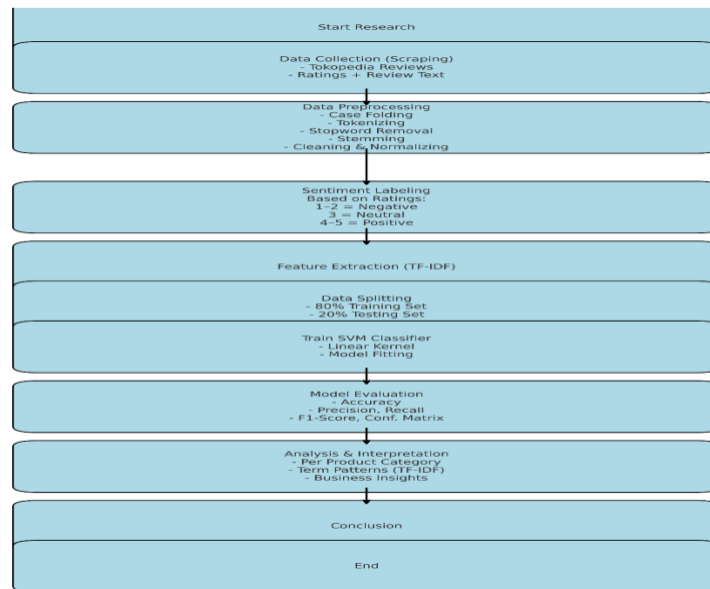 Start Research
Data Collection (Scraping)
- Tokopedia Reviews
- Ratings + Review Text
Data Preprocessing
- Case Folding
- Tokenizing
- Stopword Removal
- Stemming
- Cleaning & Normalizing
Sentiment Labeling
Based on Ratings:
1–2 = Negative
3 = Neutral
4–5 = Positive
Feature Extraction (TF-IDF)
Data Splitting
- 80% Training Set
- 20% Testing Set
Train SVM Classifier
- Linear Kernel
- Model Fitting
Model Evaluation
- Accuracy
- Precision, Recall
- F1-Score, Conf. Matrix
Analysis & Interpretation
- Per Product Category
- Term Patterns (TF-IDF)
- Business Insights
Conclusion
End